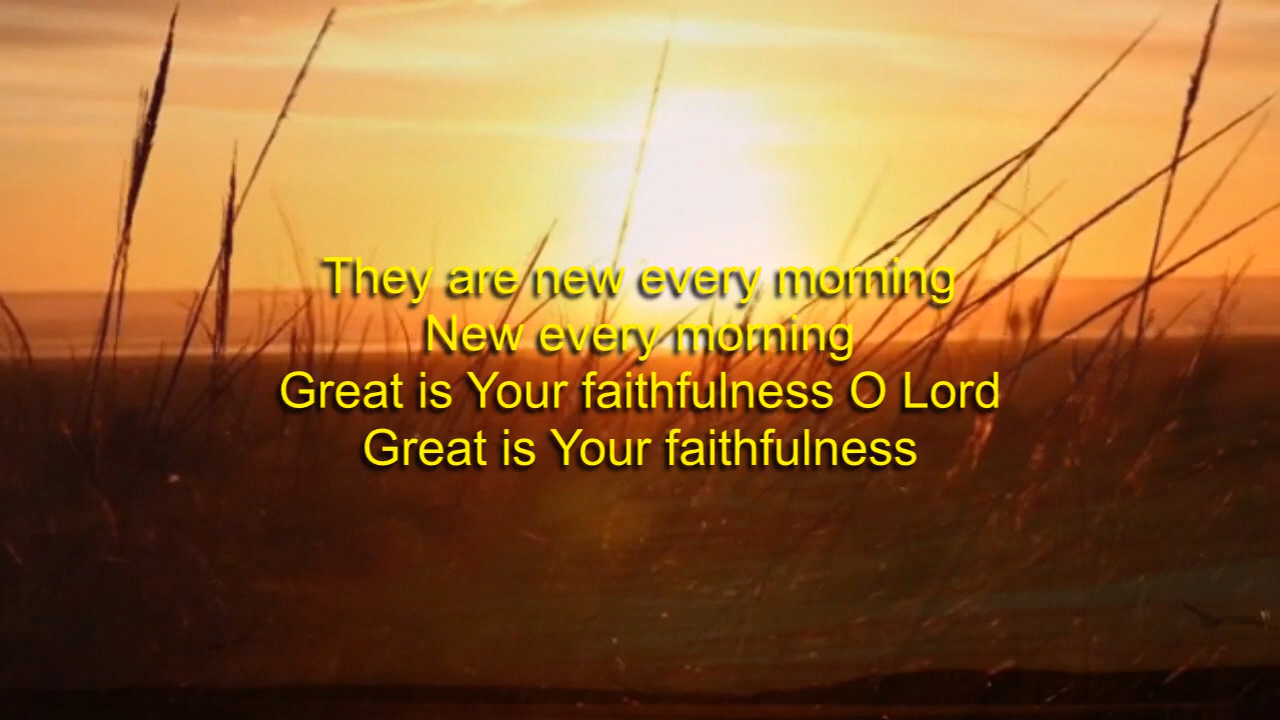 They are new every morning
New every morning
Great is Your faithfulness O Lord
Great is Your faithfulness